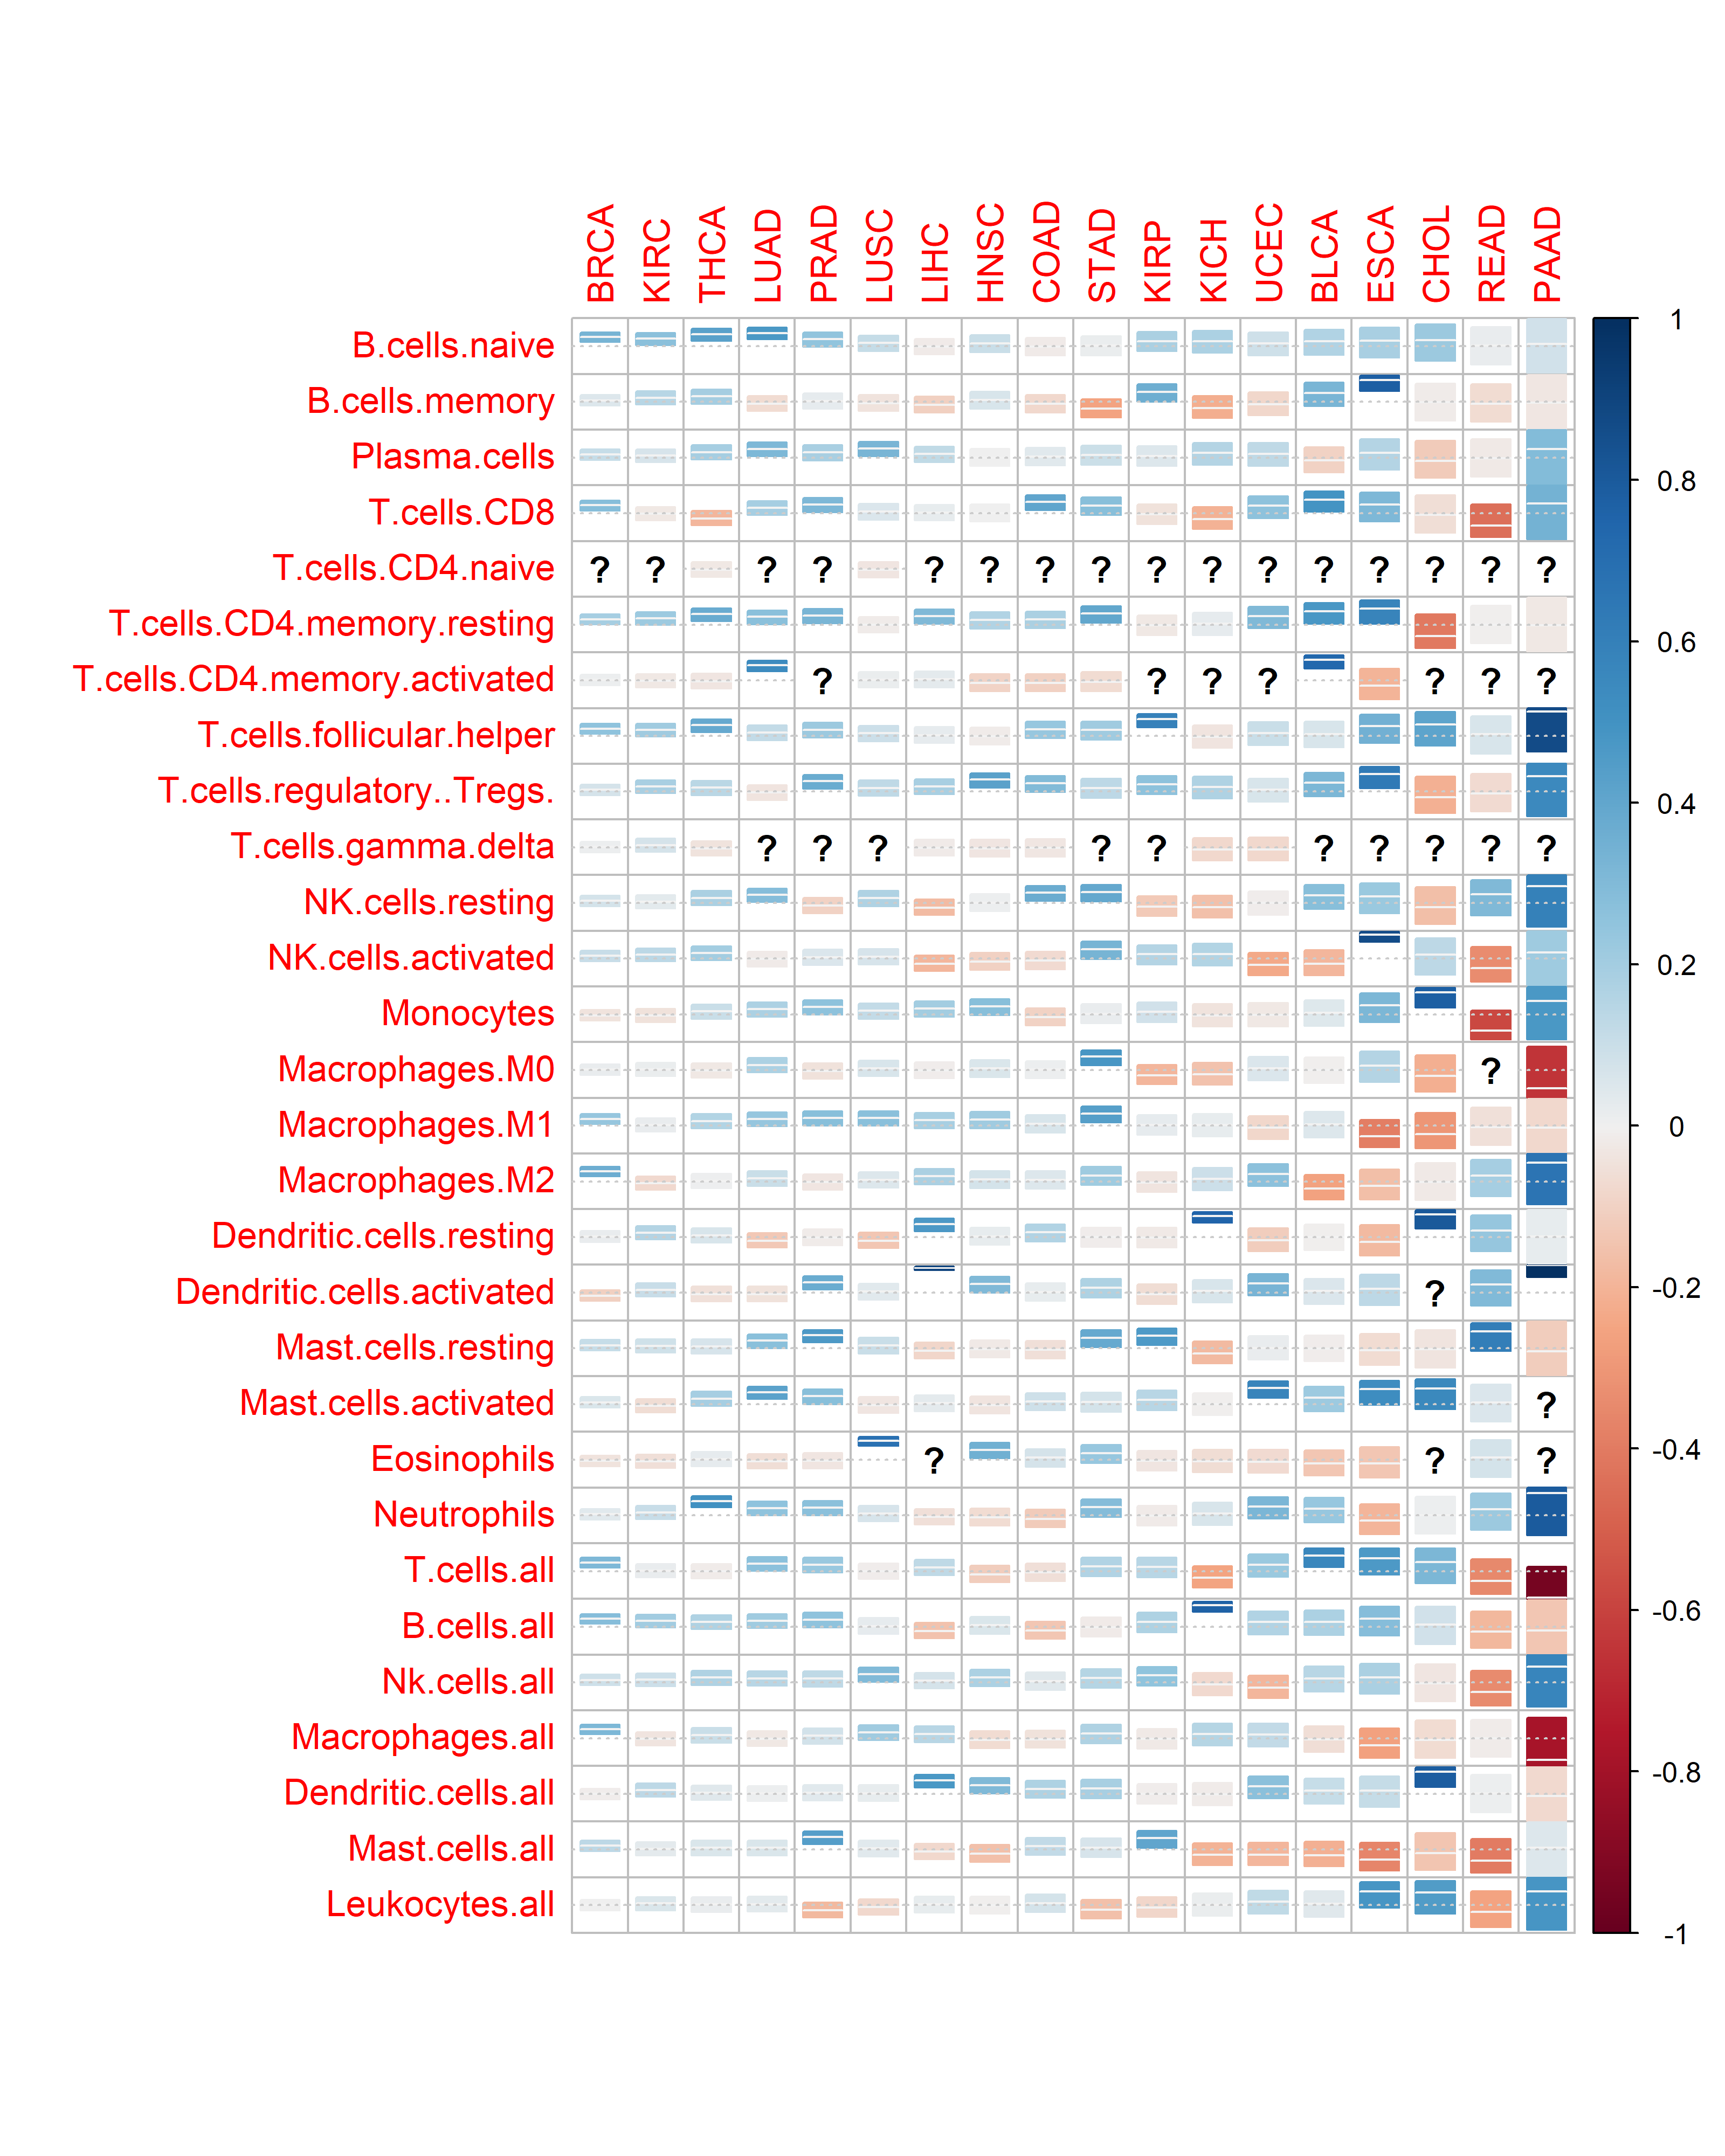 BRCA KIRC THCA LUAD PRAD LUSC LIHC HNSC COAD STAD KIRP KICH UCEC BLCA ESCA CHOL READ PAAD
B.cells.naive
B.cells.memory
Plasma.cells
T.cells.CD8
T.cells.CD4.naive ? ? ? ? ? ? ? ? ? ? ? ? ? ? ? ?
T.cells.CD4.memory.resting
T.cells.CD4.memory.activated ? ? ? ? ? ? ?
T.cells.follicular.helper
T.cells.regulatory..Tregs.
T.cells.gamma.delta ? ? ? ? ? ? ? ? ? ?
NK.cells.resting
NK.cells.activated
Monocytes
Macrophages.M0 ?
Macrophages.M1
Macrophages.M2
Dendritic.cells.resting
Dendritic.cells.activated ?
Mast.cells.resting
Mast.cells.activated ?
Eosinophils ? ? ?
Neutrophils
T.cells.all
B.cells.all
Nk.cells.all
Macrophages.all
Dendritic.cells.all
Mast.cells.all
Leukocytes.all
1
0.8
0.6
0.4
0.2
0
-0.2
-0.4
-0.6
-0.8
-1